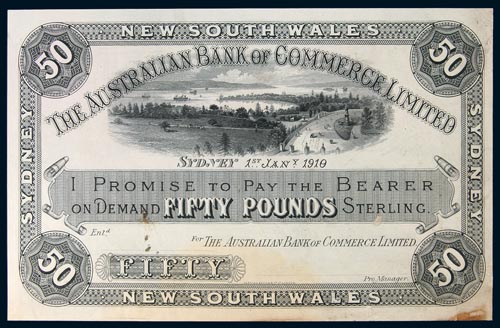 NEW SOUTH WALES
50 50
THE AUSTRALIAN BANK OF COMMERCE LIMITED
SYDNEY SYDNEY
SYDNEY 1ST JANY 1910
I PROMISE TO PAY THE BEARER
ON DEMAND FIFTY POUNDS STERLING.
Entd.
For THE AUSTRALIAN BANK OF COMMERCE LIMITED.
FIFTY
Pro Manager.
50 50
NEW SOUTH WALES